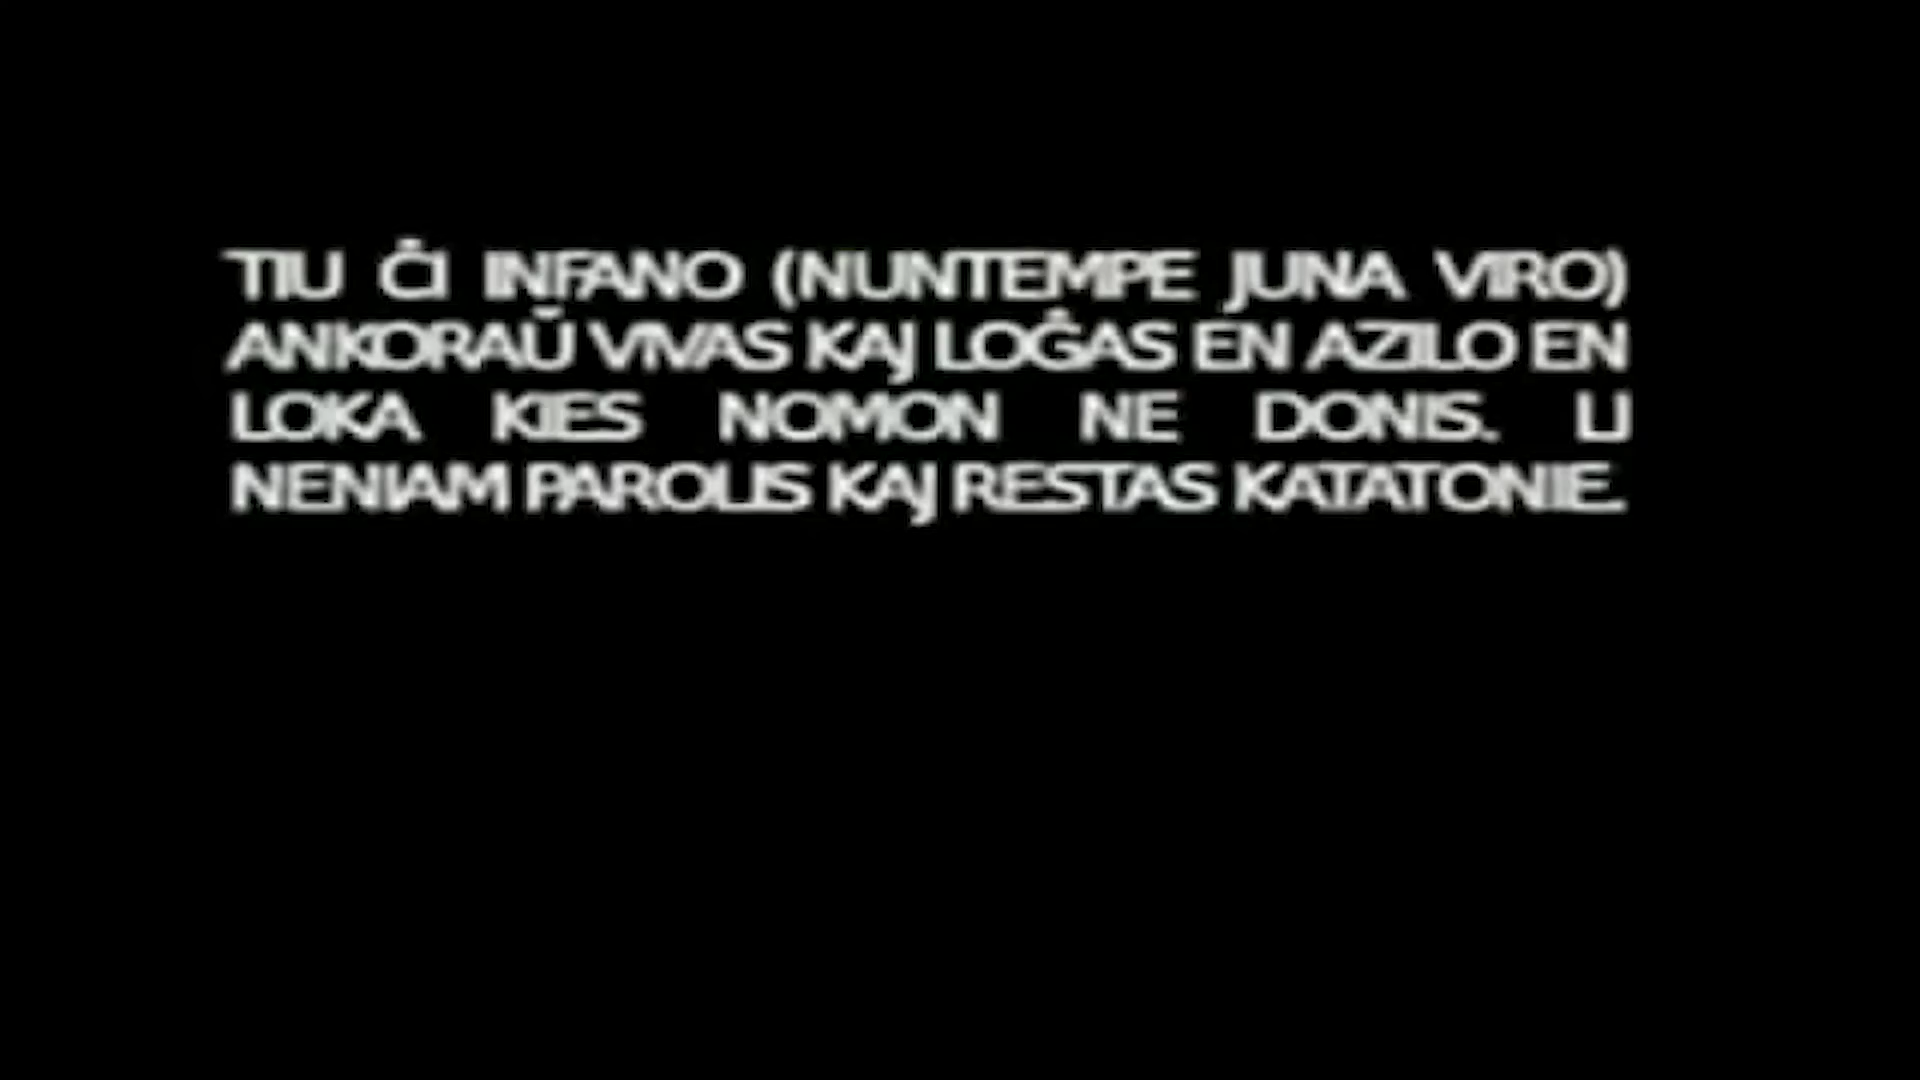 TIU ĈI INFANO (NUNTEMPE JUNA VIRO)
ANKORAŬ VIVAS KAJ LOĜAS EN AZILO EN
LOKA KIES NOMON NE DONIS. LI
NENIAM PAROLIS KAJ RESTAS KATATONIE.